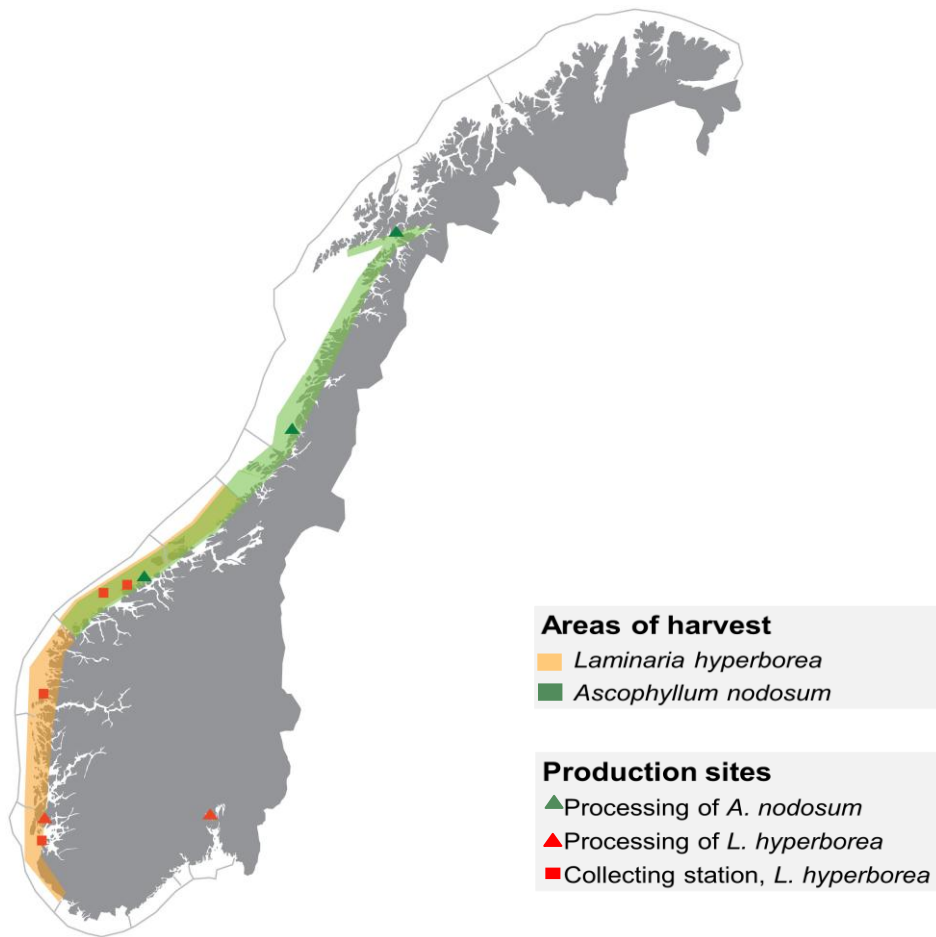 Areas of harvest
Laminaria hyperborea
Ascophyllum nodosum
Production sites
Processing of A. nodosum
Processing of L. hyperborea
Collecting station, L. hyperborea